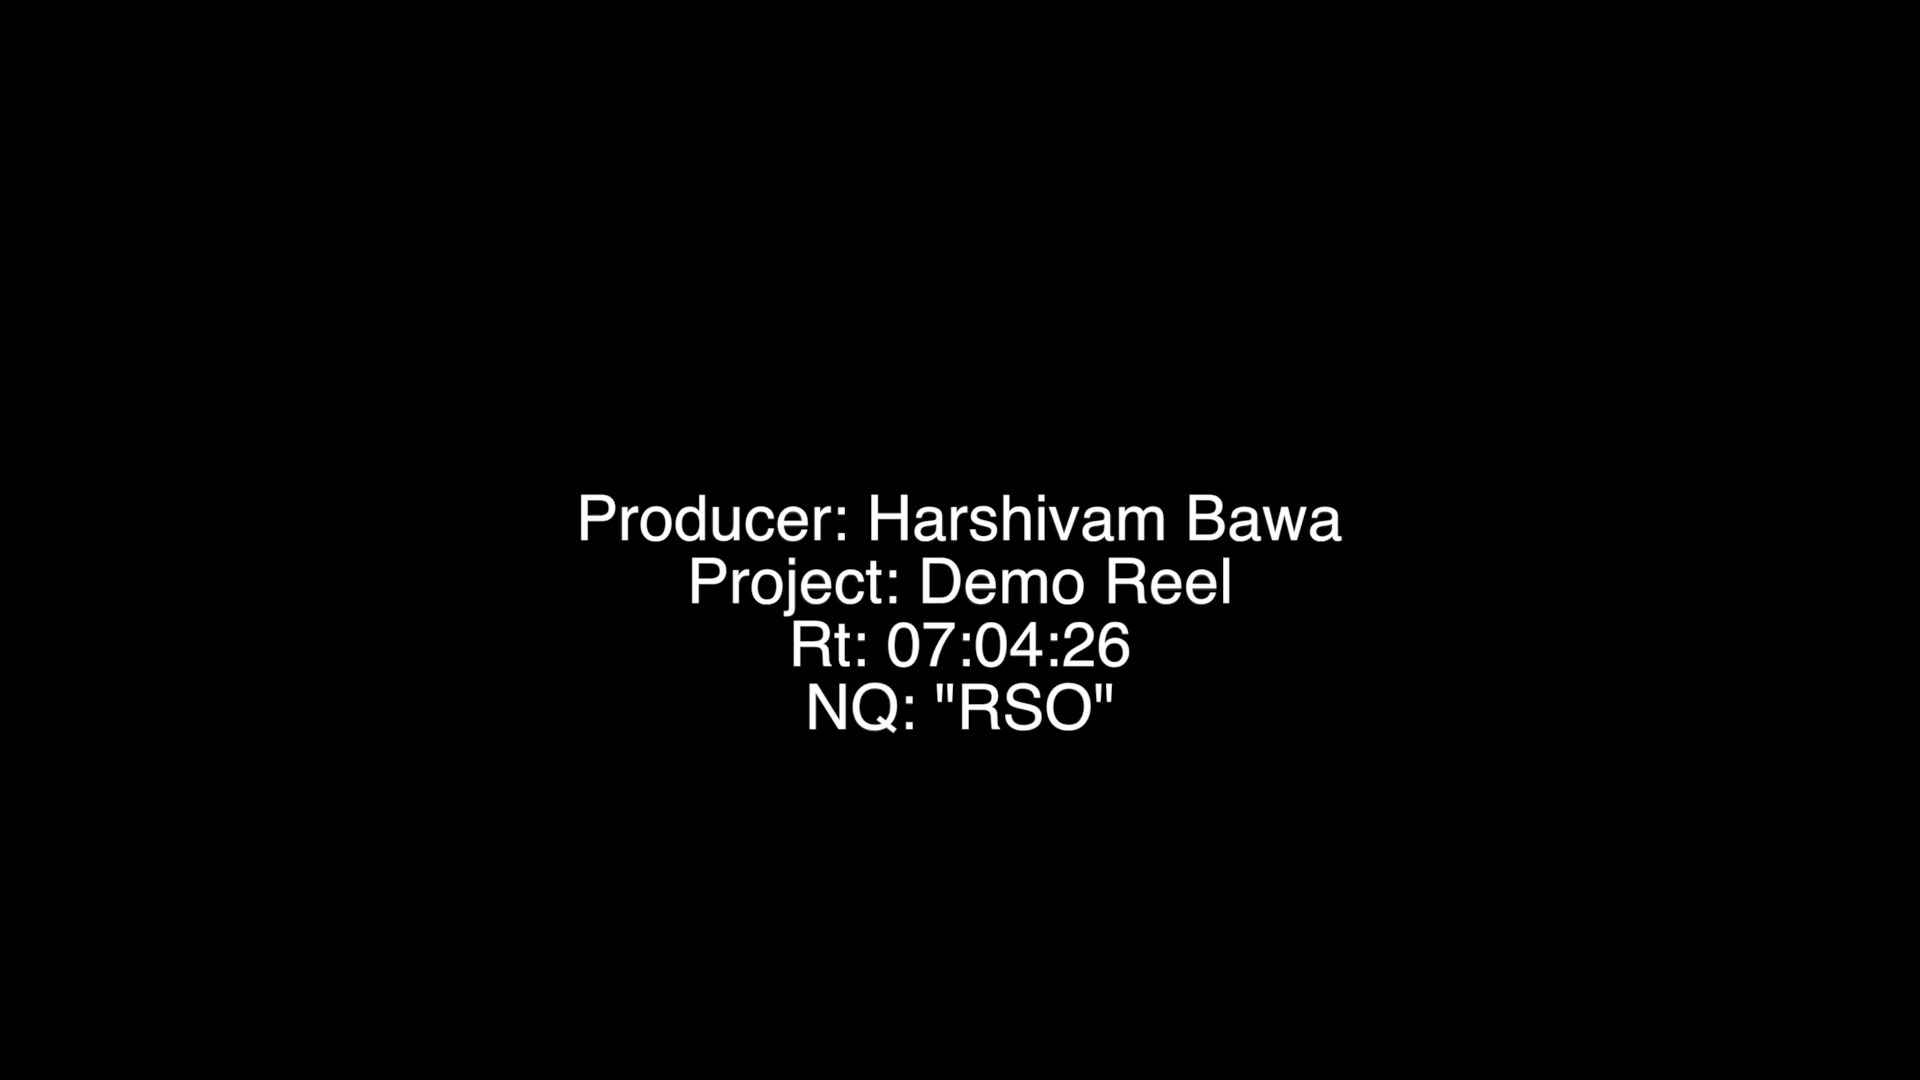 Producer: Harshivam Bawa
Project: Demo Reel
Rt: 07:04:26
NQ: "RSO"